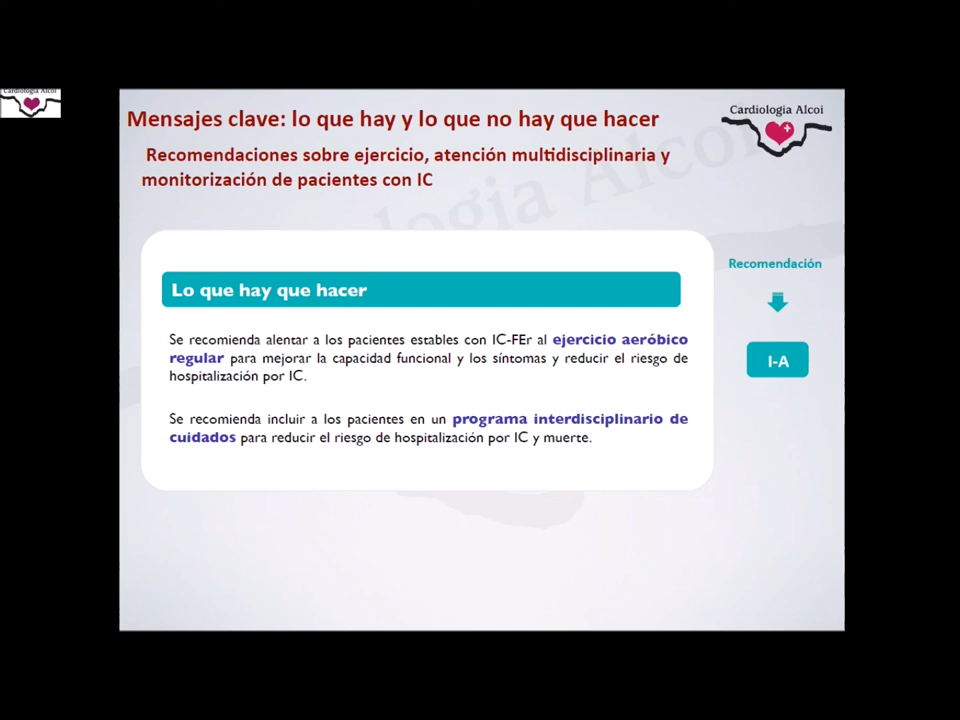 Cardiologia Alcoi
Mensajes clave: lo que hay y lo que no hay que hacer
Cardiologia Alcoi
Recomendaciones sobre ejercicio, atención multidisciplinaria y
monitorización de pacientes con IC
ologia Alcoi
Recomendación
Lo que hay que hacer
Se recomienda alentar a los pacientes estables con IC-FEr al ejercicio aeróbico
regular para mejorar la capacidad funcional y los síntomas y reducir el riesgo de
hospitalización por IC.
I-A
Se recomienda incluir a los pacientes en un programa interdisciplinario de
cuidados para reducir el riesgo de hospitalización por IC y muerte.